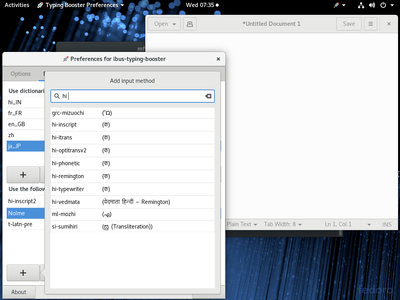 Activities Typing Booster Preferences Wed 07:35
Open *Untitled Document 1 Save
Preferences for ibus-typing-booster
Options
Add input method
hi
Use dictionar
hi_IN
fr_FR
en_GB
zh
ja_JP
grc-mizuochi
hi-inscript (क)
hi-itrans (क)
hi-optitransv2 (क)
hi-phonetic (क)
hi-remington (क)
hi-typewriter (क)
hi-vedmata (वेदमाता हिन्दी – Remington)
ml-mozhi
si-sumihiri (Transliteration))
Use the follow
hi-inscript2
NoIme
t-latn-pre
About
Plain Text Tab Width: 8 Ln 1, Col 1 INS
fedora